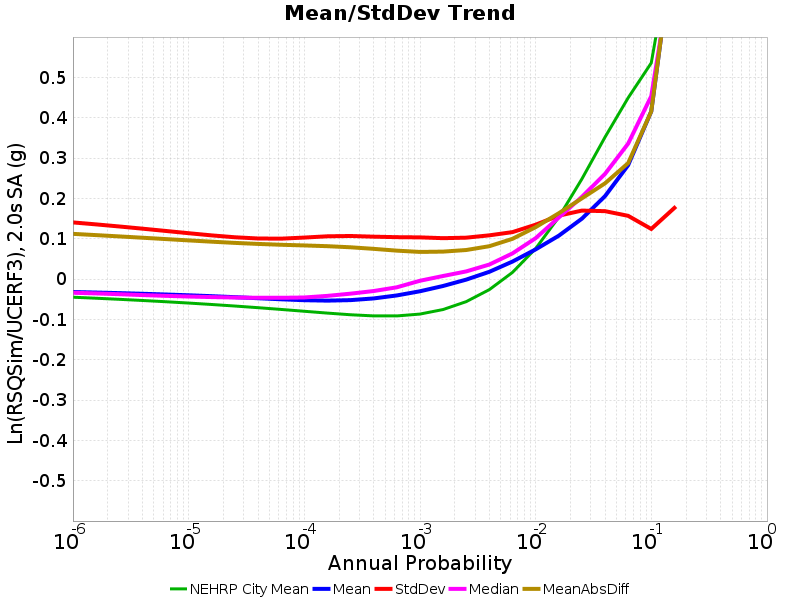 Mean/StdDev Trend
Ln(RSQSim/UCERF3), 2.0s SA (g)
0.5
0.4
0.3
0.2
0.1
0
-0.1
-0.2
-0.3
-0.4
-0.5
10-6 10-5 10-4 10-3 10-2 10-1 100
Annual Probability
NEHRP City Mean Mean StdDev Median MeanAbsDiff